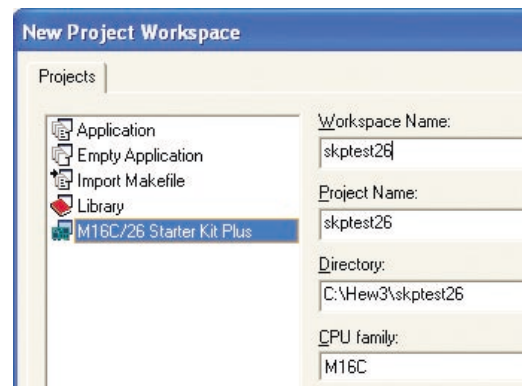 New Project Workspace
Projects
Application
Empty Application
Import Makefile
Library
M16C/26 Starter Kit Plus
Workspace Name:
skptest26
Project Name:
skptest26
Directory:
C:\Hew3\skptest26
CPU family:
M16C